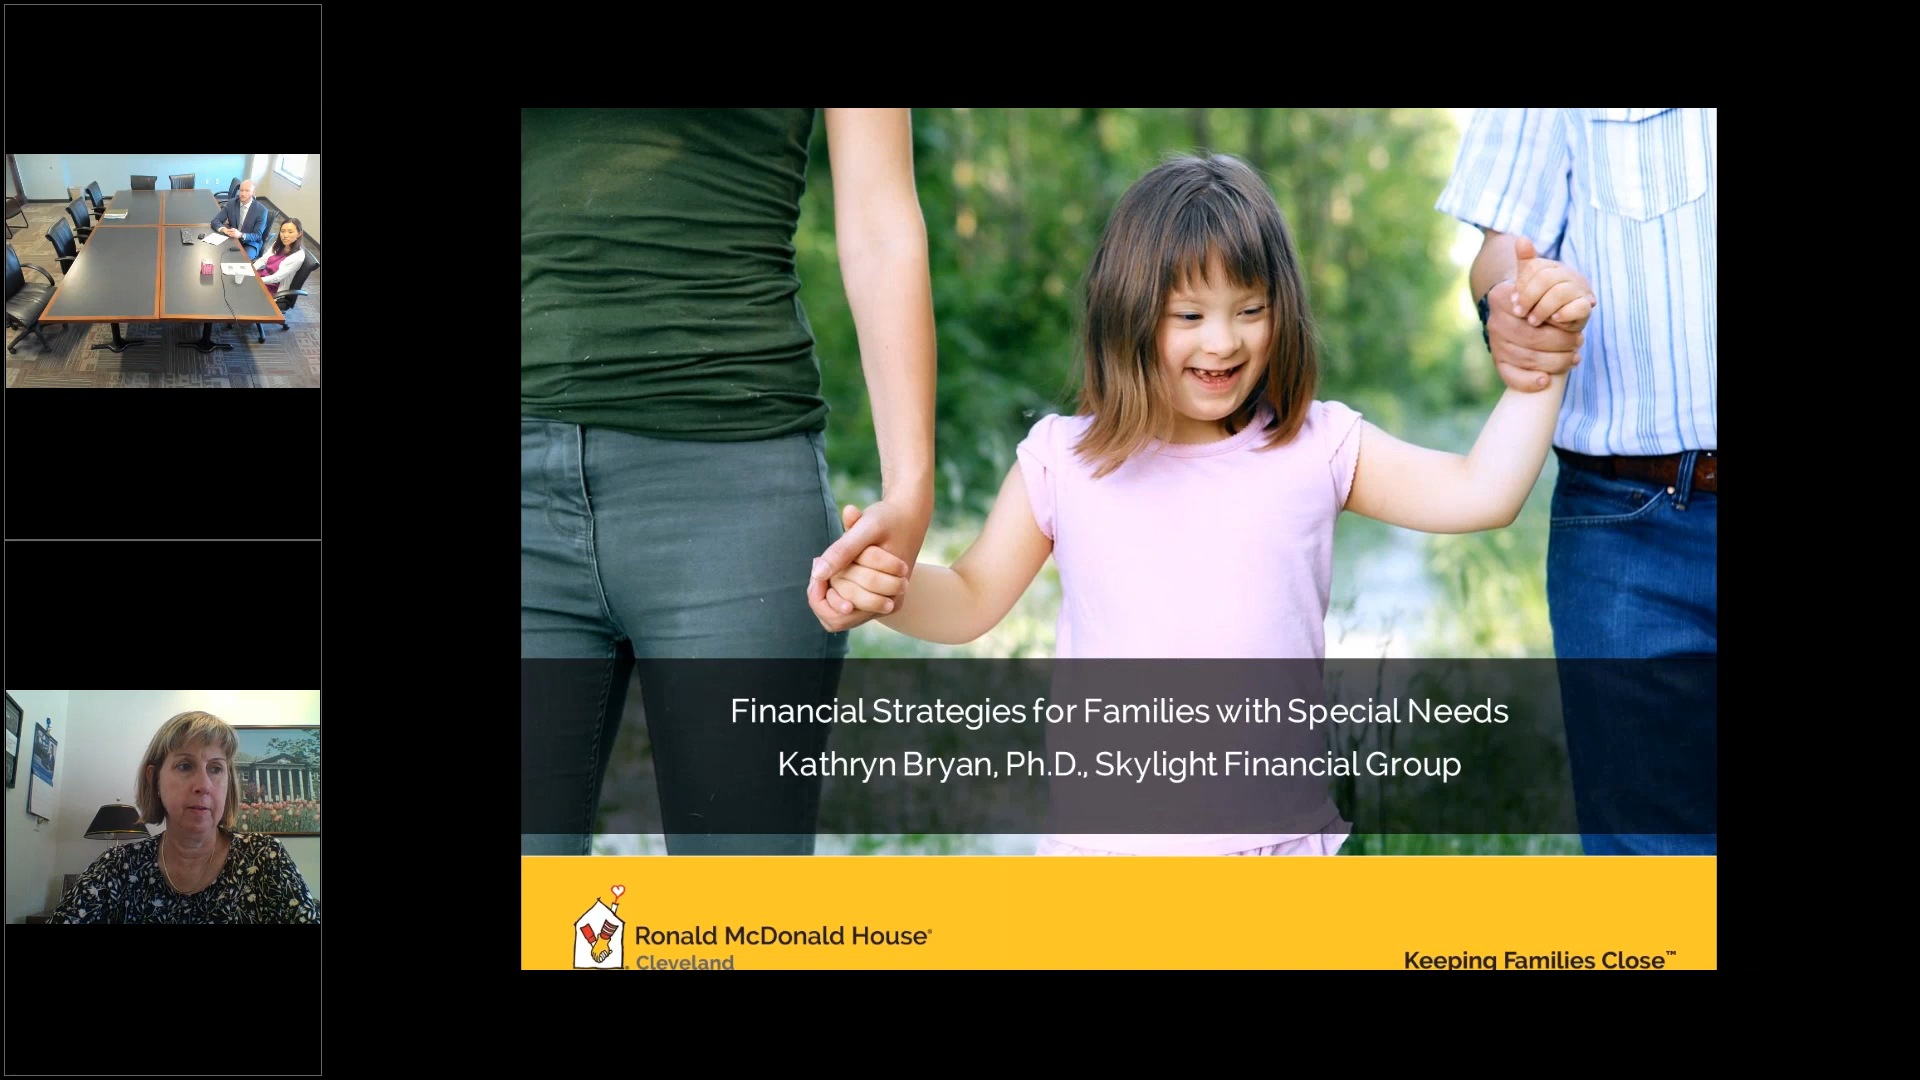 Financial Strategies for Families with Special Needs
Kathryn Bryan, Ph.D., Skylight Financial Group
Ronald McDonald House®
Cleveland
Keeping Families Close™